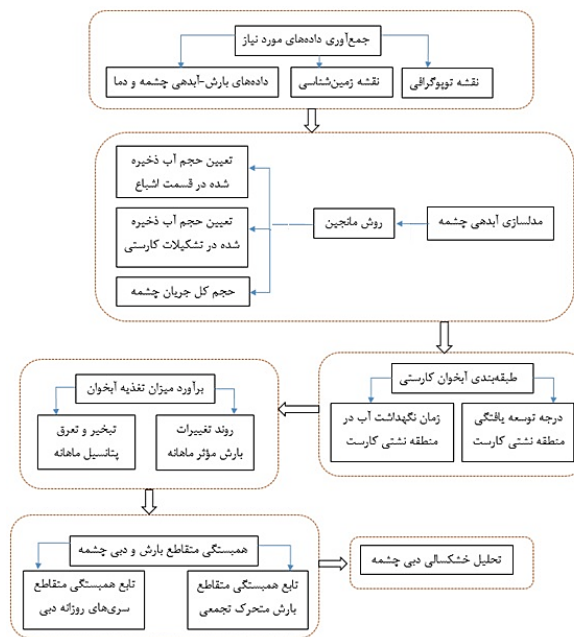 جمع‌آوری داده‌های مورد نیاز
نقشه توپوگرافی
نقشه زمین‌شناسی
داده‌های بارش-آبدهی چشمه و دما
مدلسازی آبدهی چشمه
روش مانجین
تعیین حجم آب ذخیره
شده در قسمت اشباع
تعیین حجم آب ذخیره
شده در تشکیلات کارستی
حجم کل جریان چشمه
طبقه‌بندی آبخوان کارستی
درجه توسعه یافتگی
منطقه نشتی کارست
زمان نگهداشت آب در
منطقه نشتی کارست
برآورد میزان تغذیه آبخوان
روند تغییرات
بارش مؤثر ماهانه
تبخیر و تعرق
پتانسیل ماهانه
همبستگی متقاطع بارش و دبی چشمه
تابع همبستگی متقاطع
بارش متحرک تجمعی
تابع همبستگی متقاطع
سری‌های روزانه دبی
تحلیل خشکسالی دبی چشمه